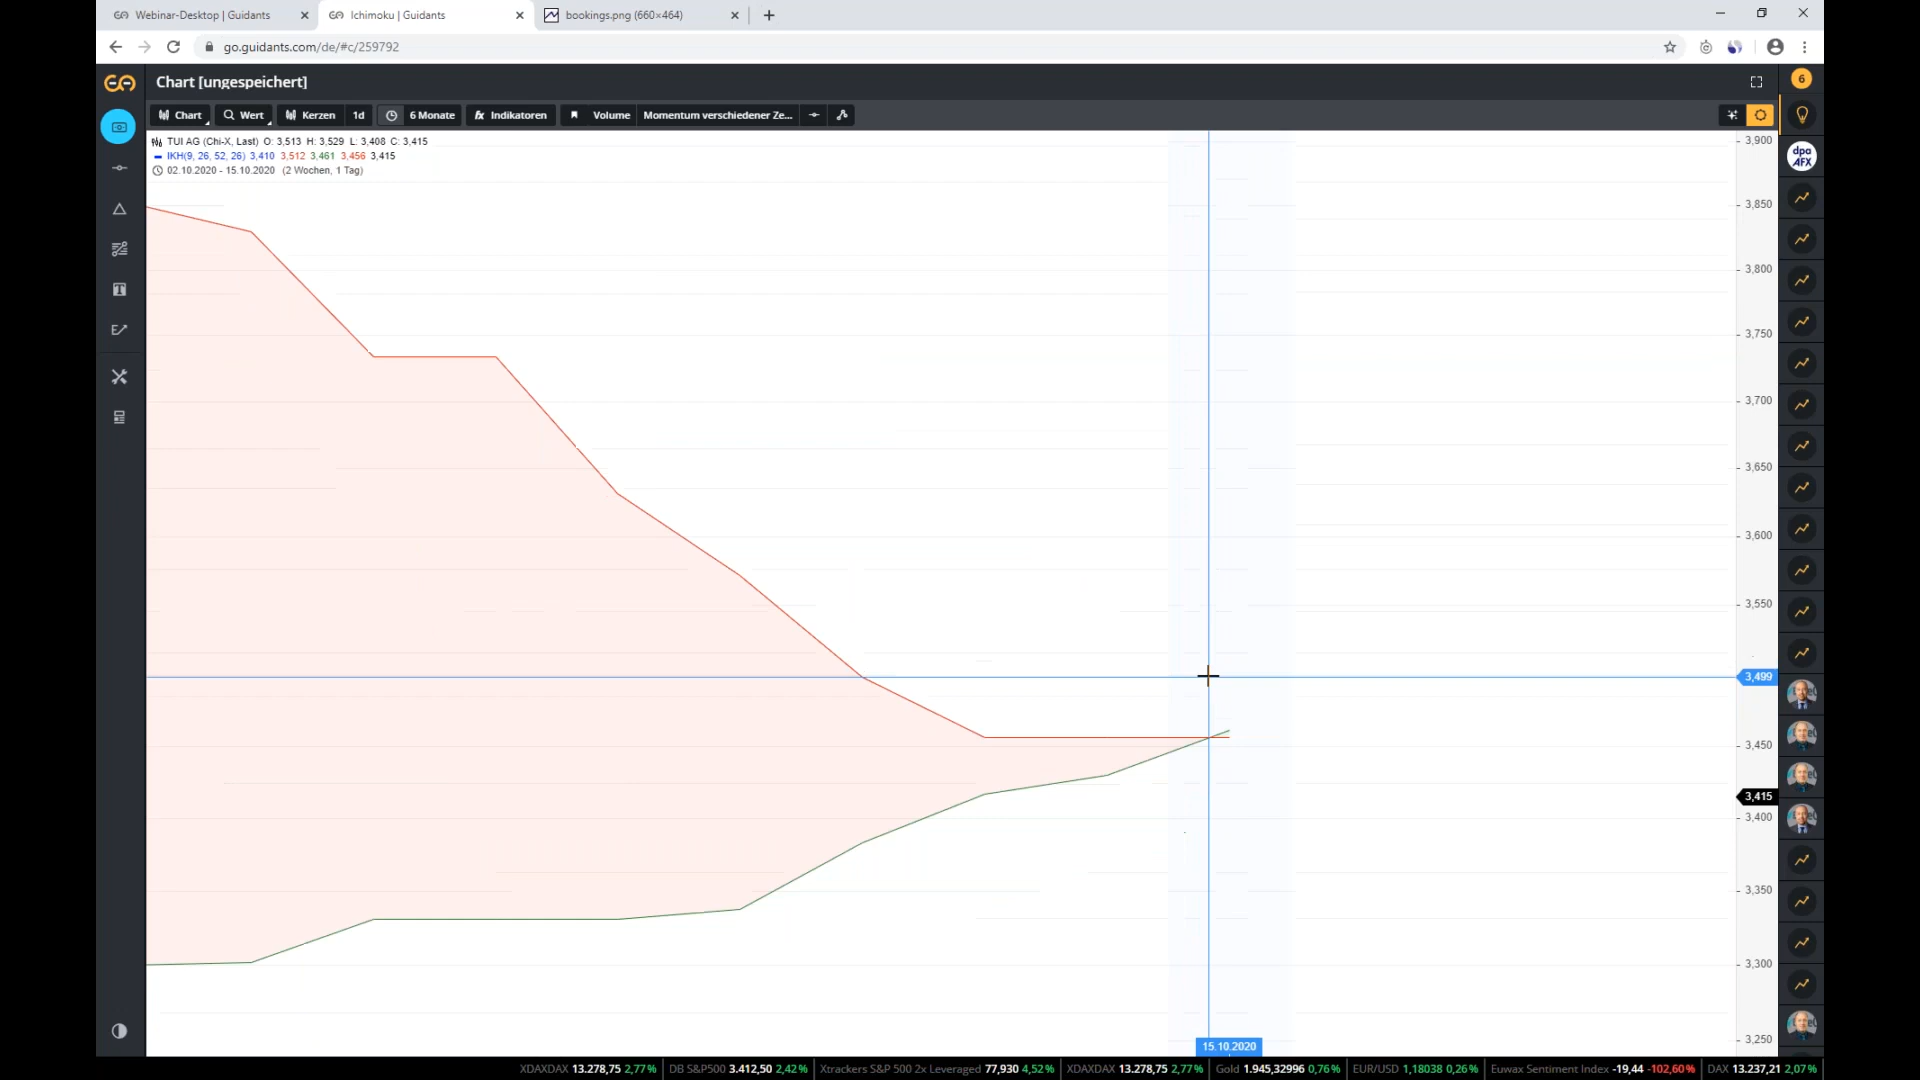 Webinar-Desktop | Guidants
Ichimoku | Guidants
bookings.png (660×464)
go.guidants.com/de/#c/259792
Chart [ungespeichert]
6
Chart
Wert
Kerzen
1d
6 Monate
fx Indikatoren
Volume
Momentum verschiedener Ze...
dpa
AFX
TUI AG (Chi-X, Last) O: 3,513 H: 3,529 L: 3,408 C: 3,415
IKH(9, 26, 52, 26) 3,410 3,512 3,461 3,456 3,415
02.10.2020 - 15.10.2020 (2 Wochen, 1 Tag)
3,900
3,850
3,800
3,750
3,700
3,650
3,600
3,550
3,499
3,450
3,415
3,400
3,350
3,300
3,250
15.10.2020
XDAXDAX 13.278,75 2,77% DB S&P500 3.412,50 2,42% Xtrackers S&P 500 2x Leveraged 77,930 4,52% XDAXDAX 13.278,75 2,77% Gold 1.945,32996 0,76% EUR/USD 1,18038 0,26% Euwax Sentiment Index -19,44 -102,60% DAX 13.237,21 2,07%